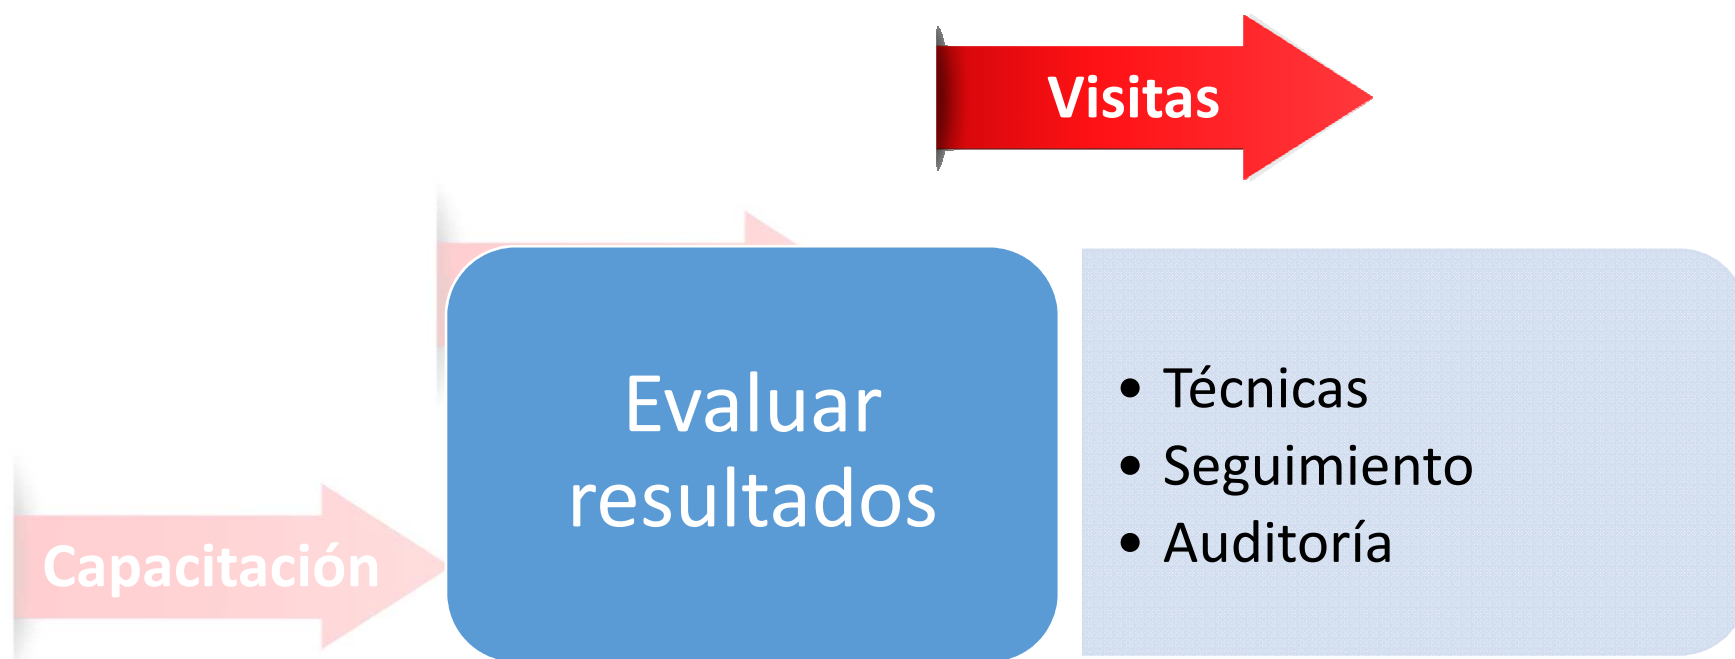 Visitas
Evaluar
resultados
• Técnicas
• Seguimiento
• Auditoría
Capacitación